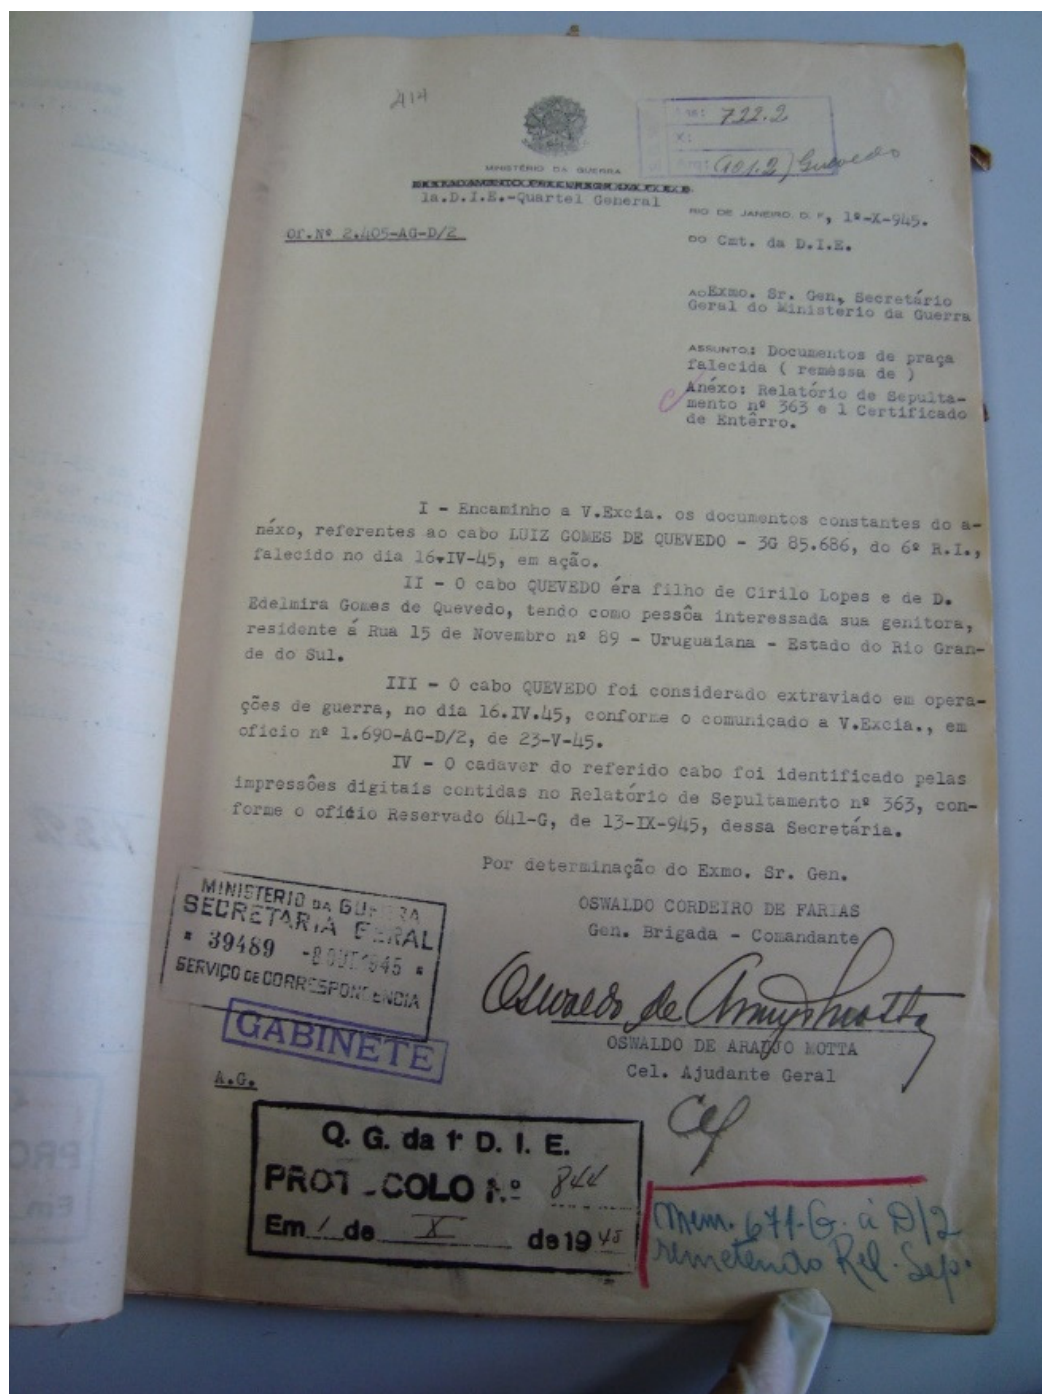 414
722.2
(101.2) Quevedo
MINISTÉRIO DA GUERRA
1a.D.I.E.-Quartel General
RIO DE JANEIRO, D. F., 1º-X-945.
Of.Nº 2.405-AG-D/2
DO Cmt. da D.I.E.
AO Exmo. Sr. Gen, Secretário
Geral do Ministério da Guerra
ASSUNTO: Documentos de praça
falecida ( reméssa de )
Anéxo: Relatório de Sepulta-
mento nº 363 e 1 Certificado
de Entêrro.
I - Encaminho a V.Excia. os documentos constantes do a-
néxo, referentes ao cabo LUIZ GOMES DE QUEVEDO - 3G 85.686, do 6º R.I.,
falecido no dia 16-IV-45, em ação.
II - O cabo QUEVEDO éra filho de Cirilo Lopes e de D.
Edelmira Gomes de Quevedo, tendo como pessôa interessada sua genitora,
residente á Rua 15 de Novembro nº 89 - Uruguaiana - Estado do Rio Gran-
de do Sul.
III - O cabo QUEVEDO foi considerado extraviado em opera-
ções de guerra, no dia 16.IV.45, conforme o comunicado a V.Excia., em
oficio nº 1.690-AG-D/2, de 23-V-45.
IV - O cadaver do referido cabo foi identificado pelas
impressões digitais contidas no Relatório de Sepultamento nº 363, con-
forme o ofício Reservado 641-G, de 13-IX-945, dessa Secretária.
Por determinação do Exmo. Sr. Gen.
OSWALDO CORDEIRO DE FARIAS
Gen. Brigada - Comandante
MINISTERIO DA GUERRA
SECRETARIA GERAL
* 39489 -8 OUT 1945 *
SERVIÇO DE CORRESPONDENCIA
GABINETE
Oswaldo de Araujo Motta
OSWALDO DE ARAUJO MOTTA
Cel. Ajudante Geral
A.G.
Cel
Q. G. da 1ª D. I. E.
PROTOCOLO Nº 844
Em 1 de X de 1945
Mem. 671-G. à D/2
remetendo Rel. Sep.